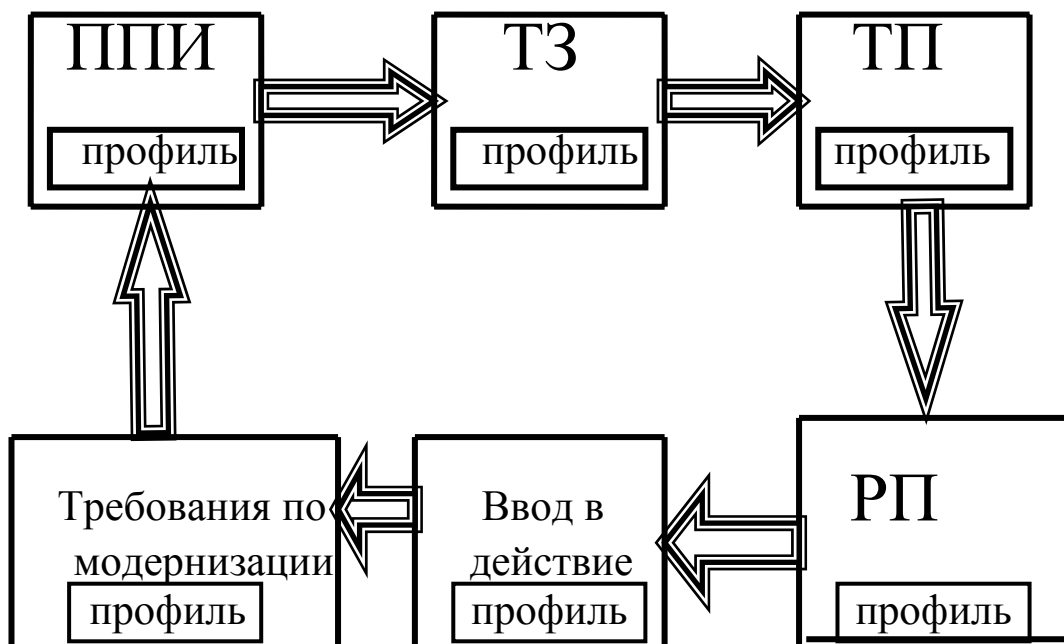 ППИ
профиль
ТЗ
профиль
ТП
профиль
РП
профиль
Ввод в
действие
профиль
Требования по
модернизации
профиль